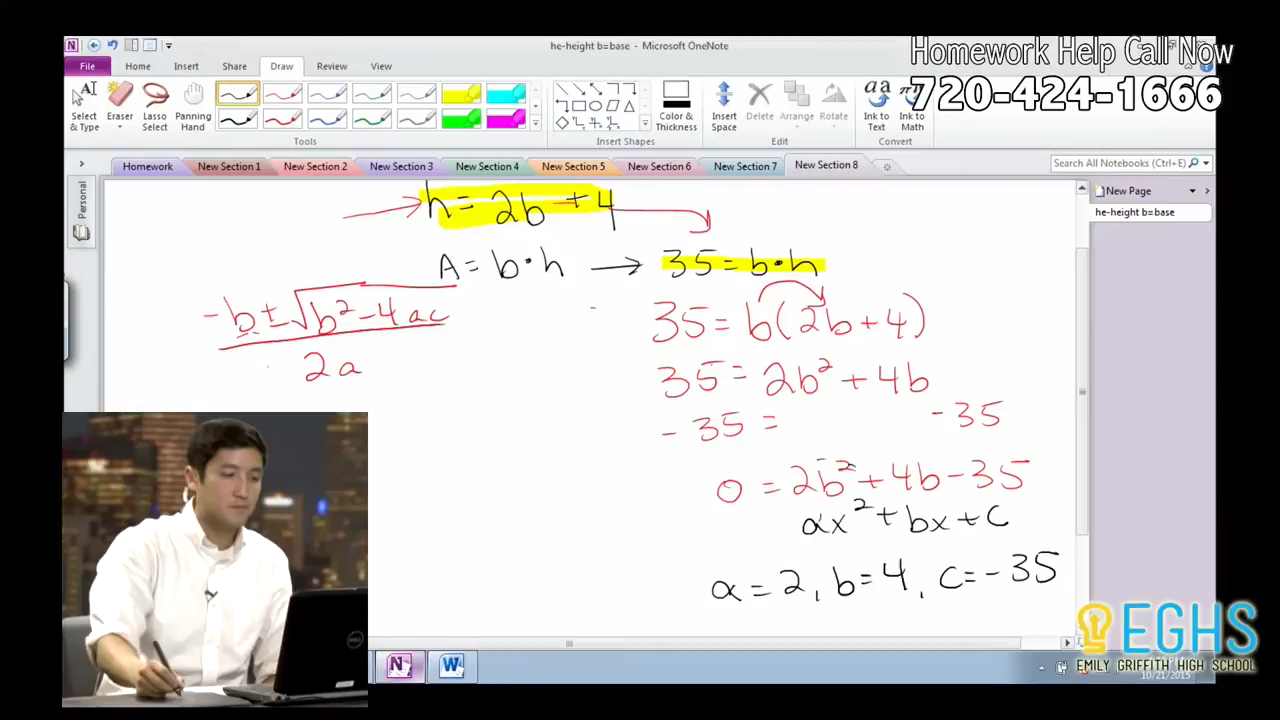 he-height b=base - Microsoft OneNote
Homework Help Call Now
720-424-1666
File Home Insert Share Draw Review View
Select & Type
Eraser
Lasso Select
Panning Hand
Color & Thickness
Insert Space
Delete
Arrange
Rotate
Ink to Text
Ink to Math
Tools
Insert Shapes
Edit
Convert
Homework New Section 1 New Section 2 New Section 3 New Section 4 New Section 5 New Section 6 New Section 7 New Section 8
Search All Notebooks (Ctrl+E)
Personal
New Page
he-height b=base
h = 2b + 4
A = b·h → 35 = b·h
-b ± √b² - 4ac
2a
35 = b(2b + 4)
35 = 2b² + 4b
-35 = -35
0 = 2b² + 4b - 35
ax² + bx + c
a = 2, b = 4, c = -35
EGHS
EMILY GRIFFITH HIGH SCHOOL
10/21/2015